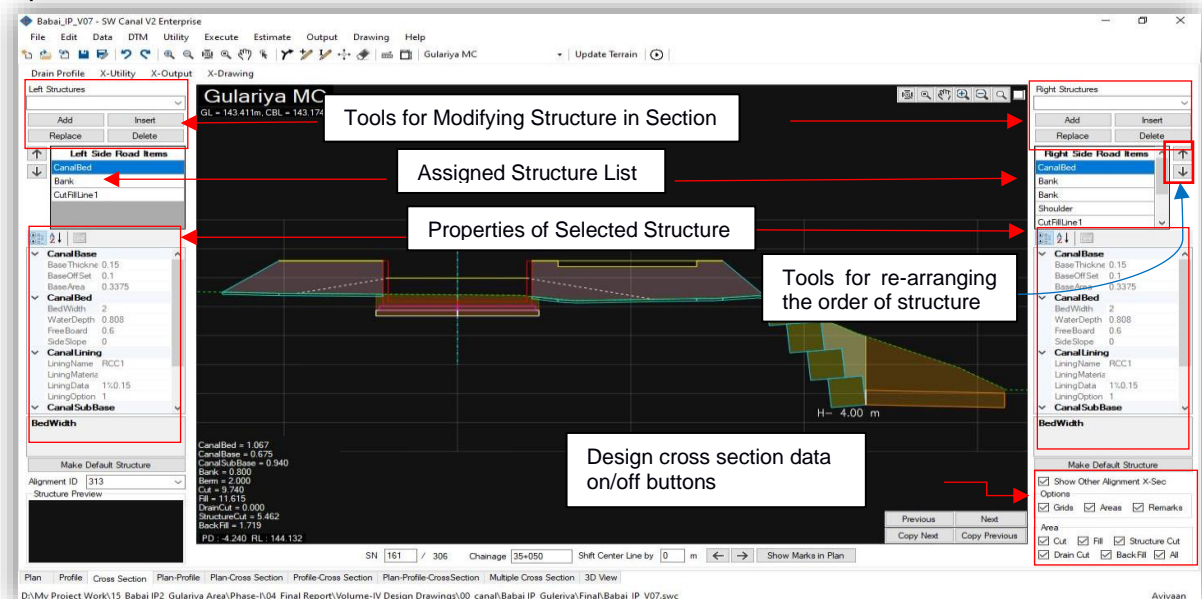 Babai_IP_V07 - SW Canal V2 Enterprise
File Edit Data DTM Utility Execute Estimate Output Drawing Help
Gulariya MC Update Terrain
Drain Profile X-Utility X-Output X-Drawing
Left Structures
Add Insert
Replace Delete
Left Side Road Items
CanalBed
Bank
CutFillLine1
CanalBase
BaseThickne 0.15
BaseOffSet 0.1
BaseArea 0.3375
CanalBed
BedWidth 2
WaterDepth 0.808
FreeBoard 0.6
SideSlope 0
CanalLining
LiningName RCC1
LiningMateria
LiningData 1%0.15
LiningOption 1
CanalSubBase
BedWidth
Make Default Structure
Alignment ID 313
Structure Preview
Gulariya MC
GL = 143.411m, CBL = 143.174
Tools for Modifying Structure in Section
Assigned Structure List
Properties of Selected Structure
Tools for re-arranging
the order of structure
H- 4.00 m
Design cross section data
on/off buttons
CanalBed = 1.067
CanalBase = 0.675
CanalSubBase = 0.940
Bank = 0.800
Berm = 2.000
Cut = 9.740
Fill = 11.615
DrainCut = 0.000
StructureCut = 5.462
BackFill = 1.719
PD : -4.240 RL : 144.132
Previous Next
Copy Next Copy Previous
SN 161 / 306 Chainage 35+050 Shift Center Line by 0 m Show Marks in Plan
Right Structures
Add Insert
Replace Delete
Right Side Road Items
CanalBed
Bank
Bank
Shoulder
CutFillLine1
CanalBase
BaseThickne 0.15
BaseOffSet 0.1
BaseArea 0.3375
CanalBed
BedWidth 2
WaterDepth 0.808
FreeBoard 0.6
SideSlope 0
CanalLining
LiningName RCC1
LiningMateria
LiningData 1%0.15
LiningOption 1
CanalSubBase
BedWidth
Make Default Structure
Show Other Alignment X-Sec
Options
Grids Areas Remarks
Area
Cut Fill Structure Cut
Drain Cut BackFill All
Plan Profile Cross Section Plan-Profile Plan-Cross Section Profile-Cross Section Plan-Profile-CrossSection Multiple Cross Section 3D View
D:\My Project Work\15_Babai IP2_Gulariya Area\Phase-I\04_Final Report\Volume-IV Design Drawings\00_canal\Babai IP_Guleriya\Final\Babai_IP_V07.swc Avivaan